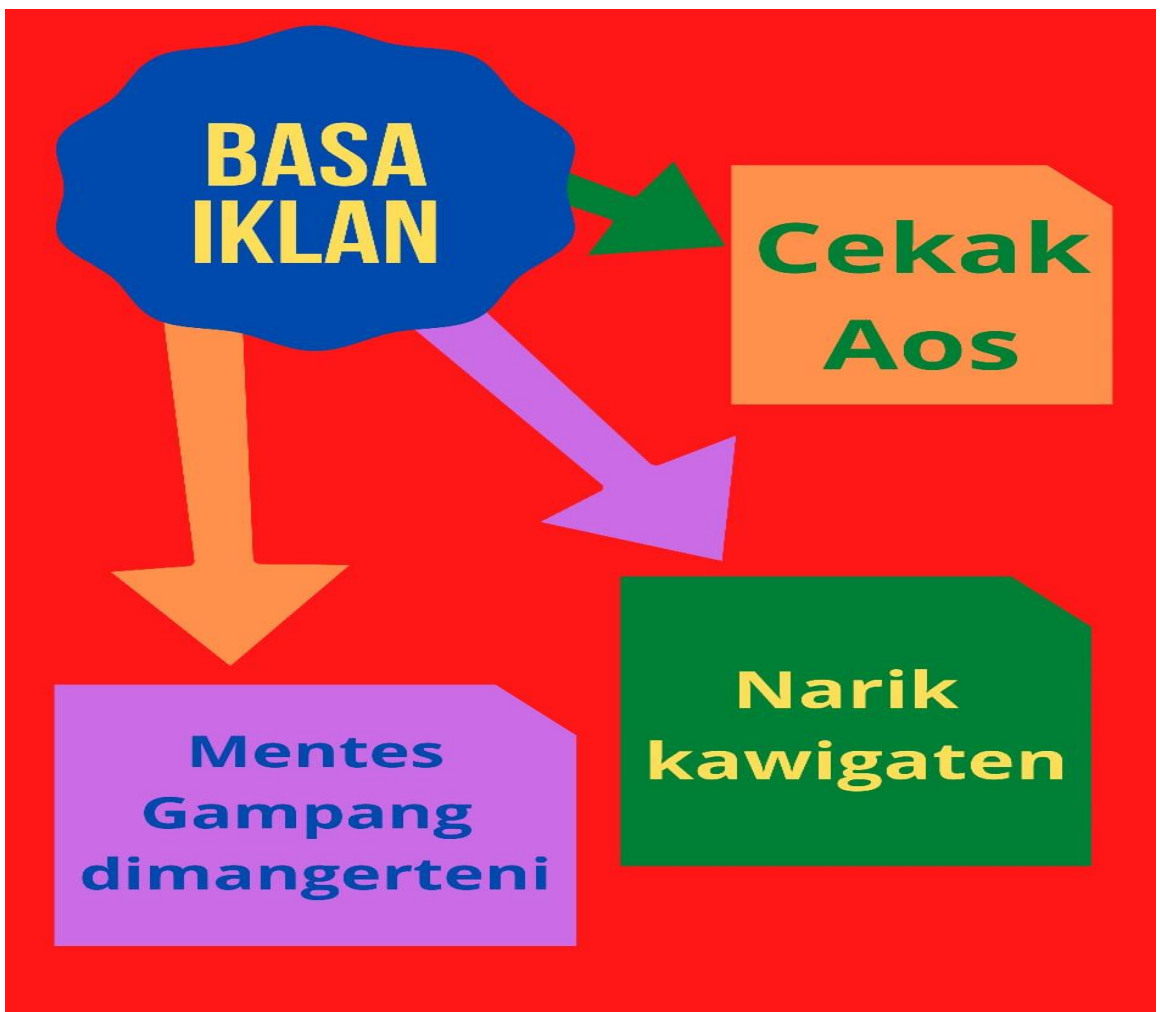 BASA
IKLAN
Cekak
Aos
Narik
kawigaten
Mentes
Gampang
dimangerteni